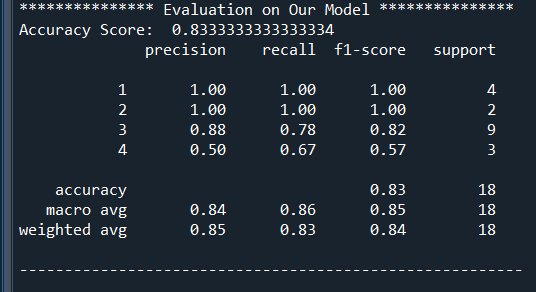 *************** Evaluation on Our Model ***************
Accuracy Score:  0.8333333333333334
              precision    recall  f1-score   support

           1       1.00      1.00      1.00         4
           2       1.00      1.00      1.00         2
           3       0.88      0.78      0.82         9
           4       0.50      0.67      0.57         3

    accuracy                           0.83        18
   macro avg       0.84      0.86      0.85        18
weighted avg       0.85      0.83      0.84        18

--------------------------------------------------------